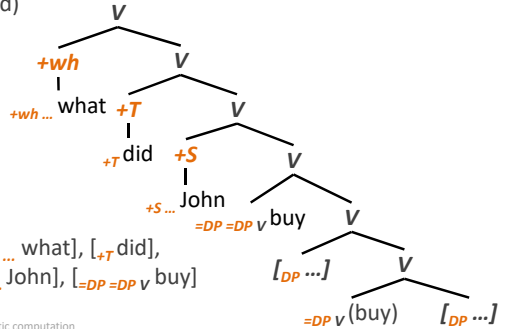 d)
V
+wh V
+wh ... what +T V
+T did +S V
+S ... John =DP =DP V buy V
... what], [+T did], [DP ...] V
John], [=DP =DP V buy] =DP V (buy) [DP ...]